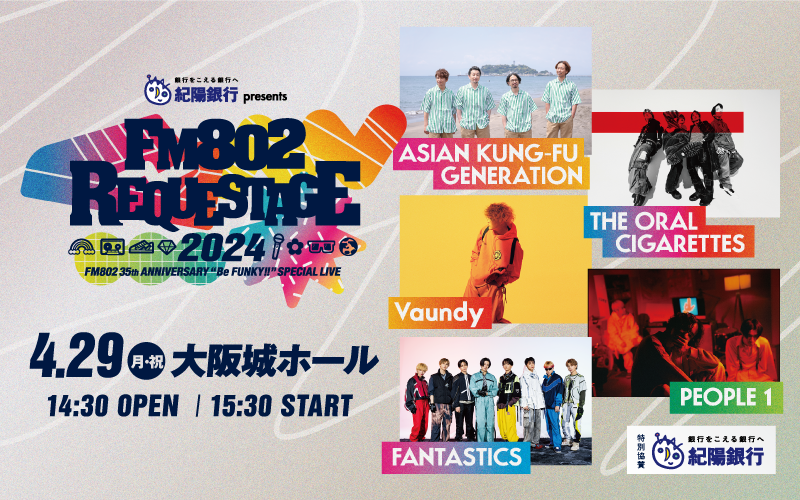 銀行をこえる銀行へ
紀陽銀行 presents
FM802
REQUESTAGE
2024
FM802 35th ANNIVERSARY "Be FUNKY!!" SPECIAL LIVE
4.29 月・祝 大阪城ホール
14:30 OPEN | 15:30 START
ASIAN KUNG-FU
GENERATION
THE ORAL
CIGARETTES
Vaundy
PEOPLE 1
FANTASTICS
特別協賛
銀行をこえる銀行へ
紀陽銀行